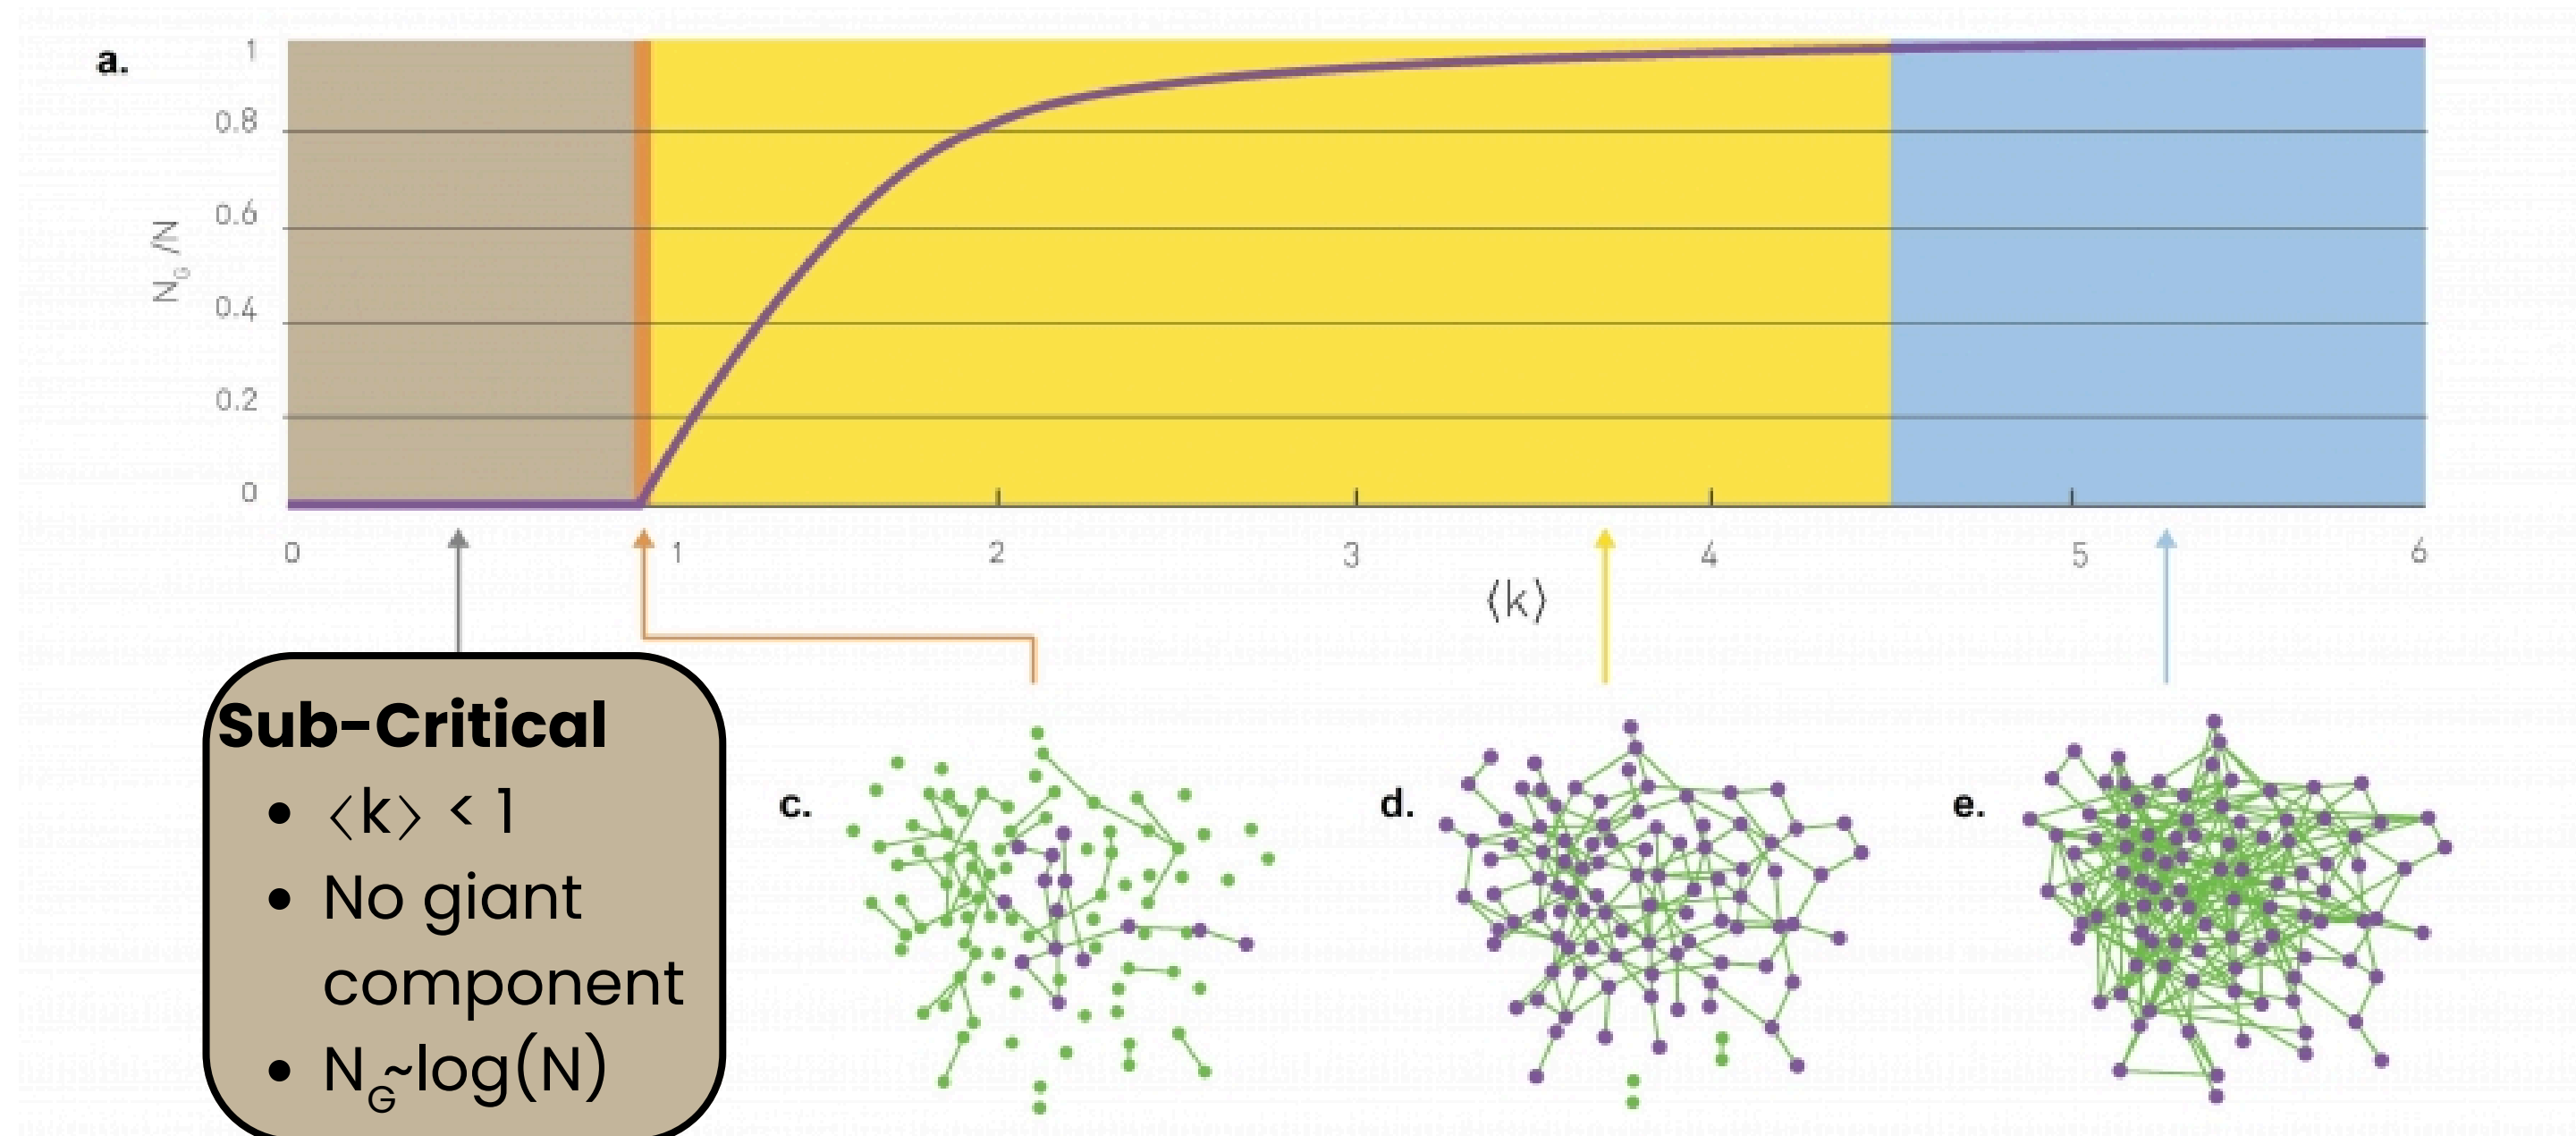 a.
1
0.8
0.6
0.4
0.2
0
N_G/N
0 1 2 3 4 5 6
⟨k⟩
Sub-Critical
• ⟨k⟩ < 1
• No giant
component
• N_G~log(N)
c.
d.
e.